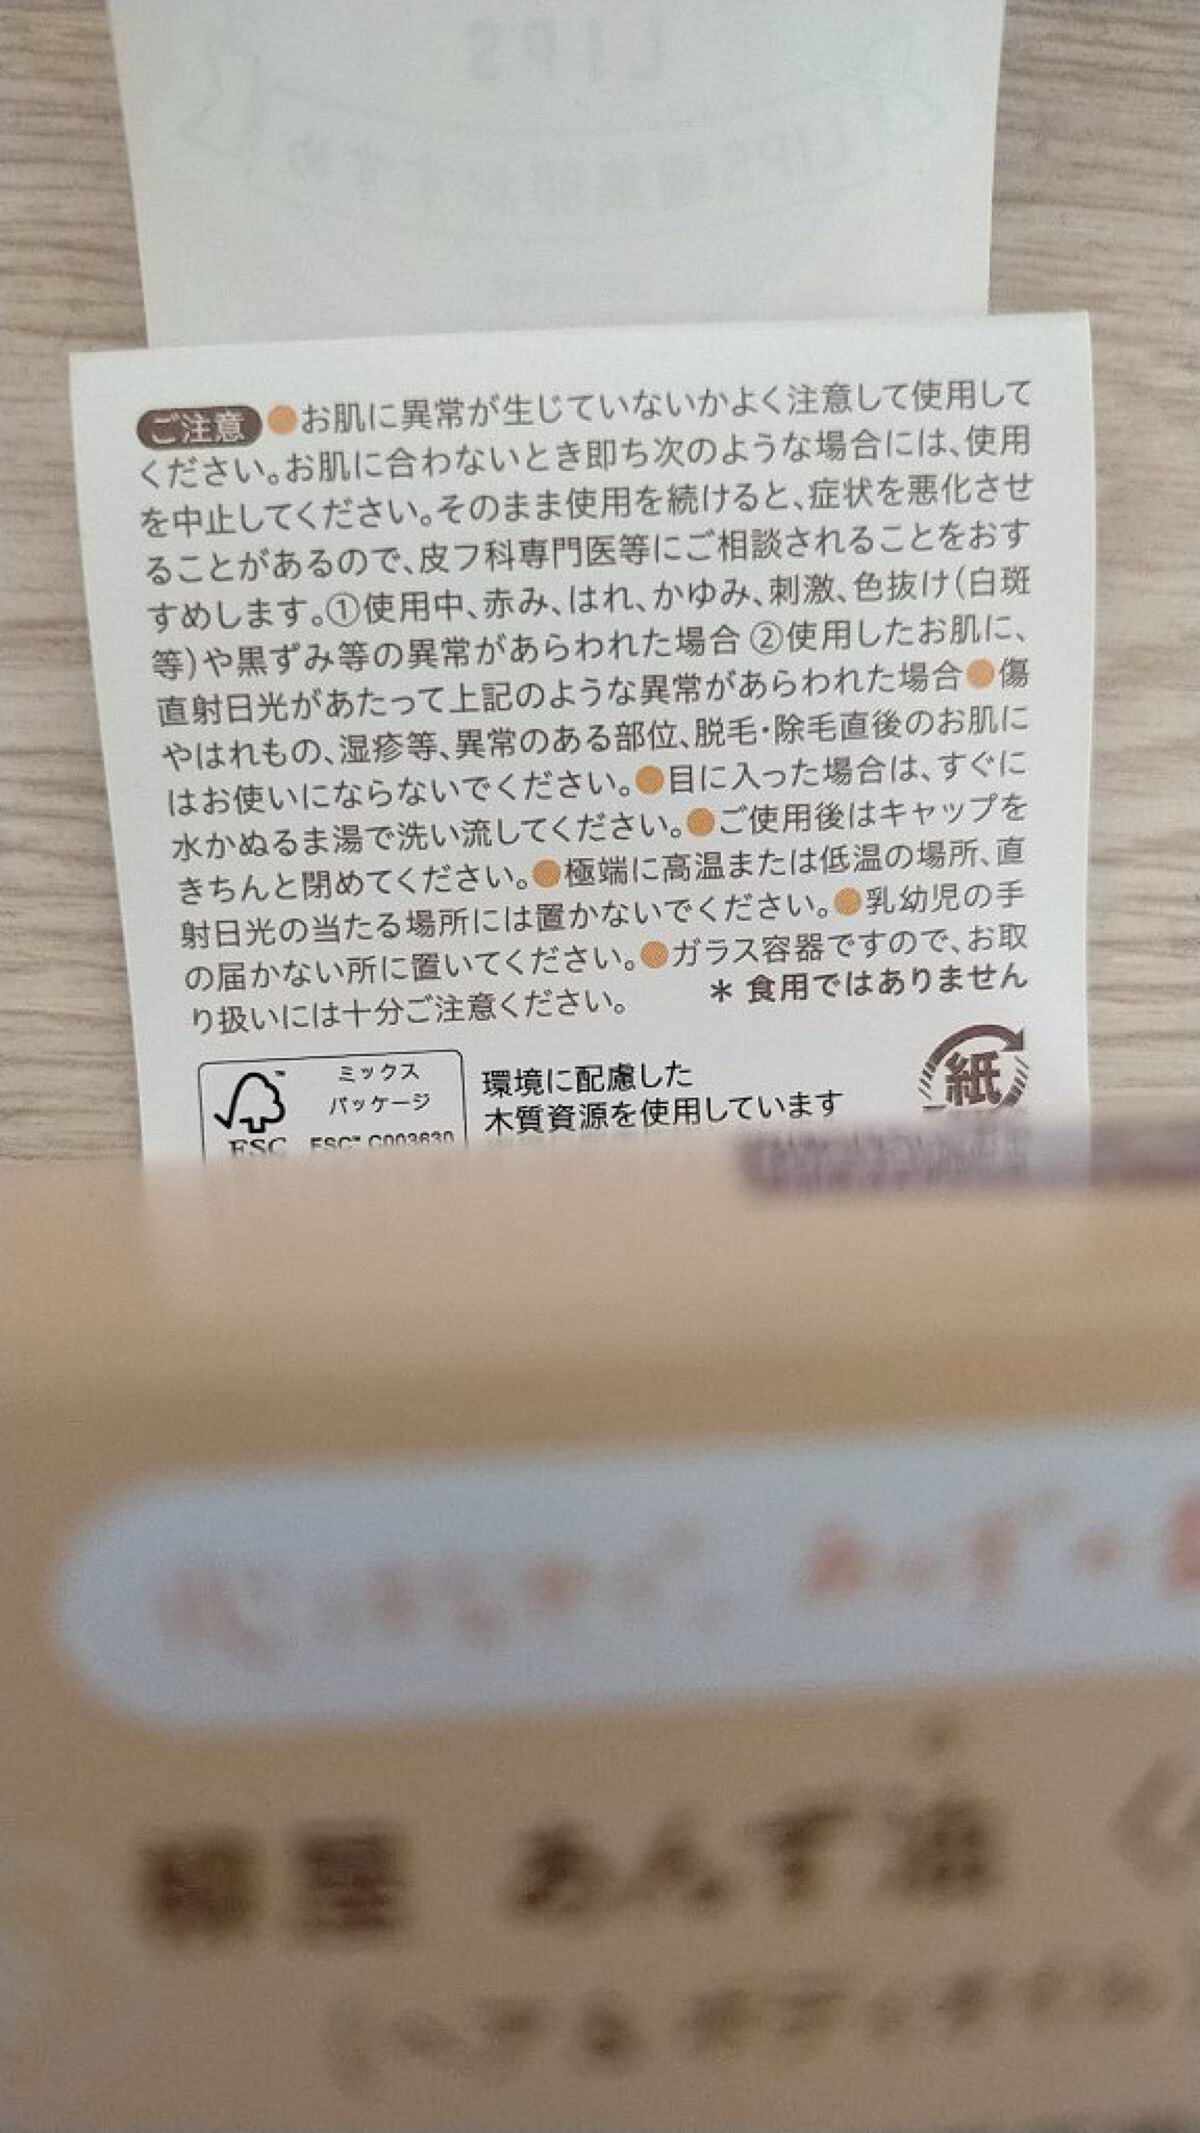 LIPS
LIPS編集部おすすめ
ご注意 ●お肌に異常が生じていないかよく注意して使用して
ください。お肌に合わないとき即ち次のような場合には、使用
を中止してください。そのまま使用を続けると、症状を悪化させ
ることがあるので、皮フ科専門医等にご相談されることをおす
すめします。①使用中、赤み、はれ、かゆみ、刺激、色抜け(白斑
等)や黒ずみ等の異常があらわれた場合 ②使用したお肌に、
直射日光があたって上記のような異常があらわれた場合●傷
やはれもの、湿疹等、異常のある部位、脱毛・除毛直後のお肌に
はお使いにならないでください。●目に入った場合は、すぐに
水かぬるま湯で洗い流してください。●ご使用後はキャップを
きちんと閉めてください。●極端に高温または低温の場所、直
射日光の当たる場所には置かないでください。●乳幼児の手
の届かない所に置いてください。●ガラス容器ですので、お取
り扱いには十分ご注意ください。 ＊食用ではありません
ミックス
パッケージ
FSC
FSC™ C003630
環境に配慮した
木質資源を使用しています
紙
あんず油